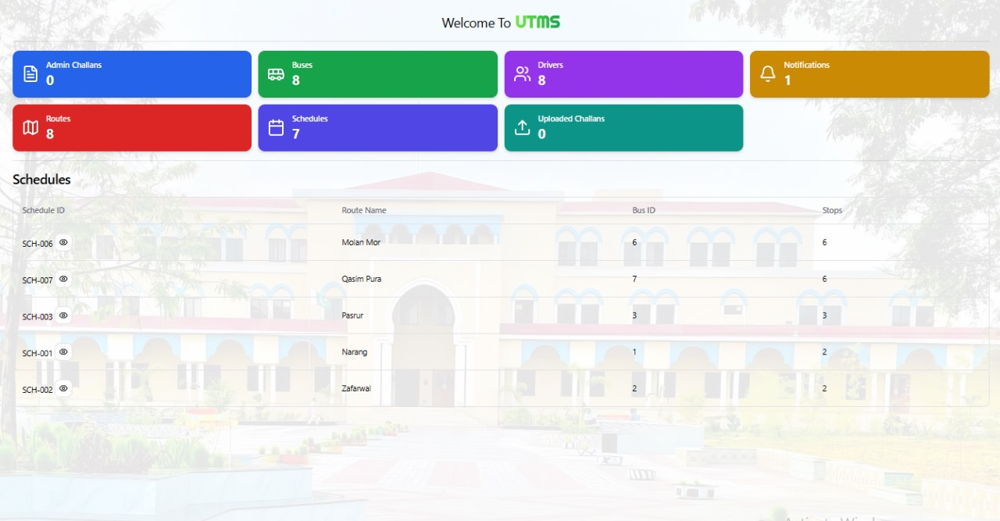 Welcome To UTMS
Admin Challans
0
Buses
8
Drivers
8
Notifications
1
Routes
8
Schedules
7
Uploaded Challans
0
Schedules
Schedule ID Route Name Bus ID Stops
SCH-006 Molan Mor 6 6
SCH-007 Qasim Pura 7 6
SCH-003 Pasrur 3 3
SCH-001 Narang 1 2
SCH-002 Zafarwal 2 2